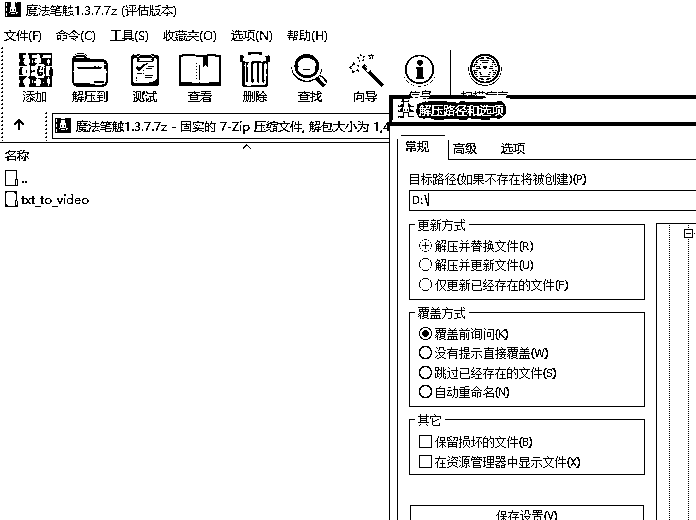 魔法笔触1.3.7.7z (评估版本)
文件(F) 命令(C) 工具(S) 收藏夹(O) 选项(N) 帮助(H)
添加 解压到 测试 查看 删除 查找 向导
魔法笔触1.3.7.7z - 固实的 7-Zip 压缩文件, 解包大小为 1,4
解压路径和选项
常规 高级 选项
名称
..
txt_to_video
目标路径(如果不存在将被创建)(P)
D:\
更新方式
解压并替换文件(R)
解压并更新文件(U)
仅更新已经存在的文件(F)
覆盖方式
覆盖前询问(K)
没有提示直接覆盖(W)
跳过已经存在的文件(S)
自动重命名(N)
其它
保留损坏的文件(B)
在资源管理器中显示文件(X)
保存设置(V)